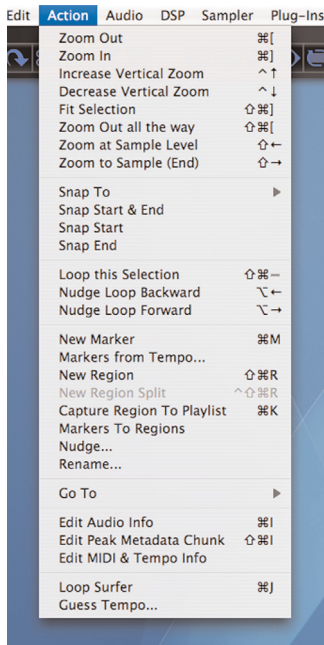 Edit Action Audio DSP Sampler Plug-Ins
Zoom Out ⌘[
Zoom In ⌘]
Increase Vertical Zoom ^↑
Decrease Vertical Zoom ^↓
Fit Selection ⇧⌘]
Zoom Out all the way ⇧⌘[
Zoom at Sample Level ⇧←
Zoom to Sample (End) ⇧→
Snap To ▶
Snap Start & End
Snap Start
Snap End
Loop this Selection ⇧⌘—
Nudge Loop Backward ⌥←
Nudge Loop Forward ⌥→
New Marker ⌘M
Markers from Tempo...
New Region ⇧⌘R
New Region Split ^⇧⌘R
Capture Region To Playlist ⌘K
Markers To Regions
Nudge...
Rename...
Go To ▶
Edit Audio Info ⌘I
Edit Peak Metadata Chunk ⇧⌘I
Edit MIDI & Tempo Info
Loop Surfer ⌘J
Guess Tempo...